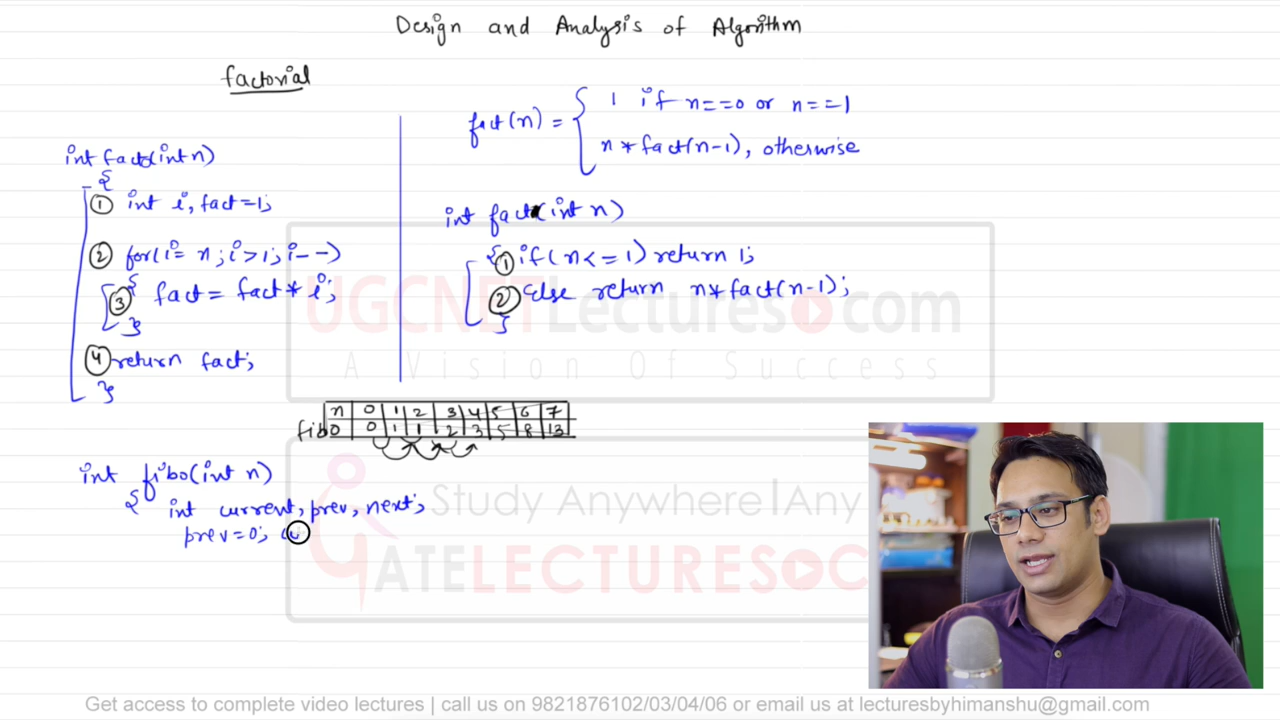 Design and Analysis of Algorithm
factorial
int facto(int n)
{
① int i, fact=1;
② for(i= n; i>1; i--)
{
③ fact = fact * i;
}
④ return fact;
}
fact(n) = { 1 if n==0 or n==1
n * fact(n-1), otherwise
int fact(int n)
{ ① if(n<=1) return 1;
② Else return n*fact(n-1);
}
n 0 1 2 3 4 5 6 7
fibo 0 1 1 2 3 5 8 13
int fibo(int n)
{ int current, prev, next;
prev=0; cu
UGCNETLectures.com
A Vision Of Success
Study Anywhere|Any
GATELECTURES.C
Get access to complete video lectures | call us on 9821876102/03/04/06 or email us at lecturesbyhimanshu@gmail.com